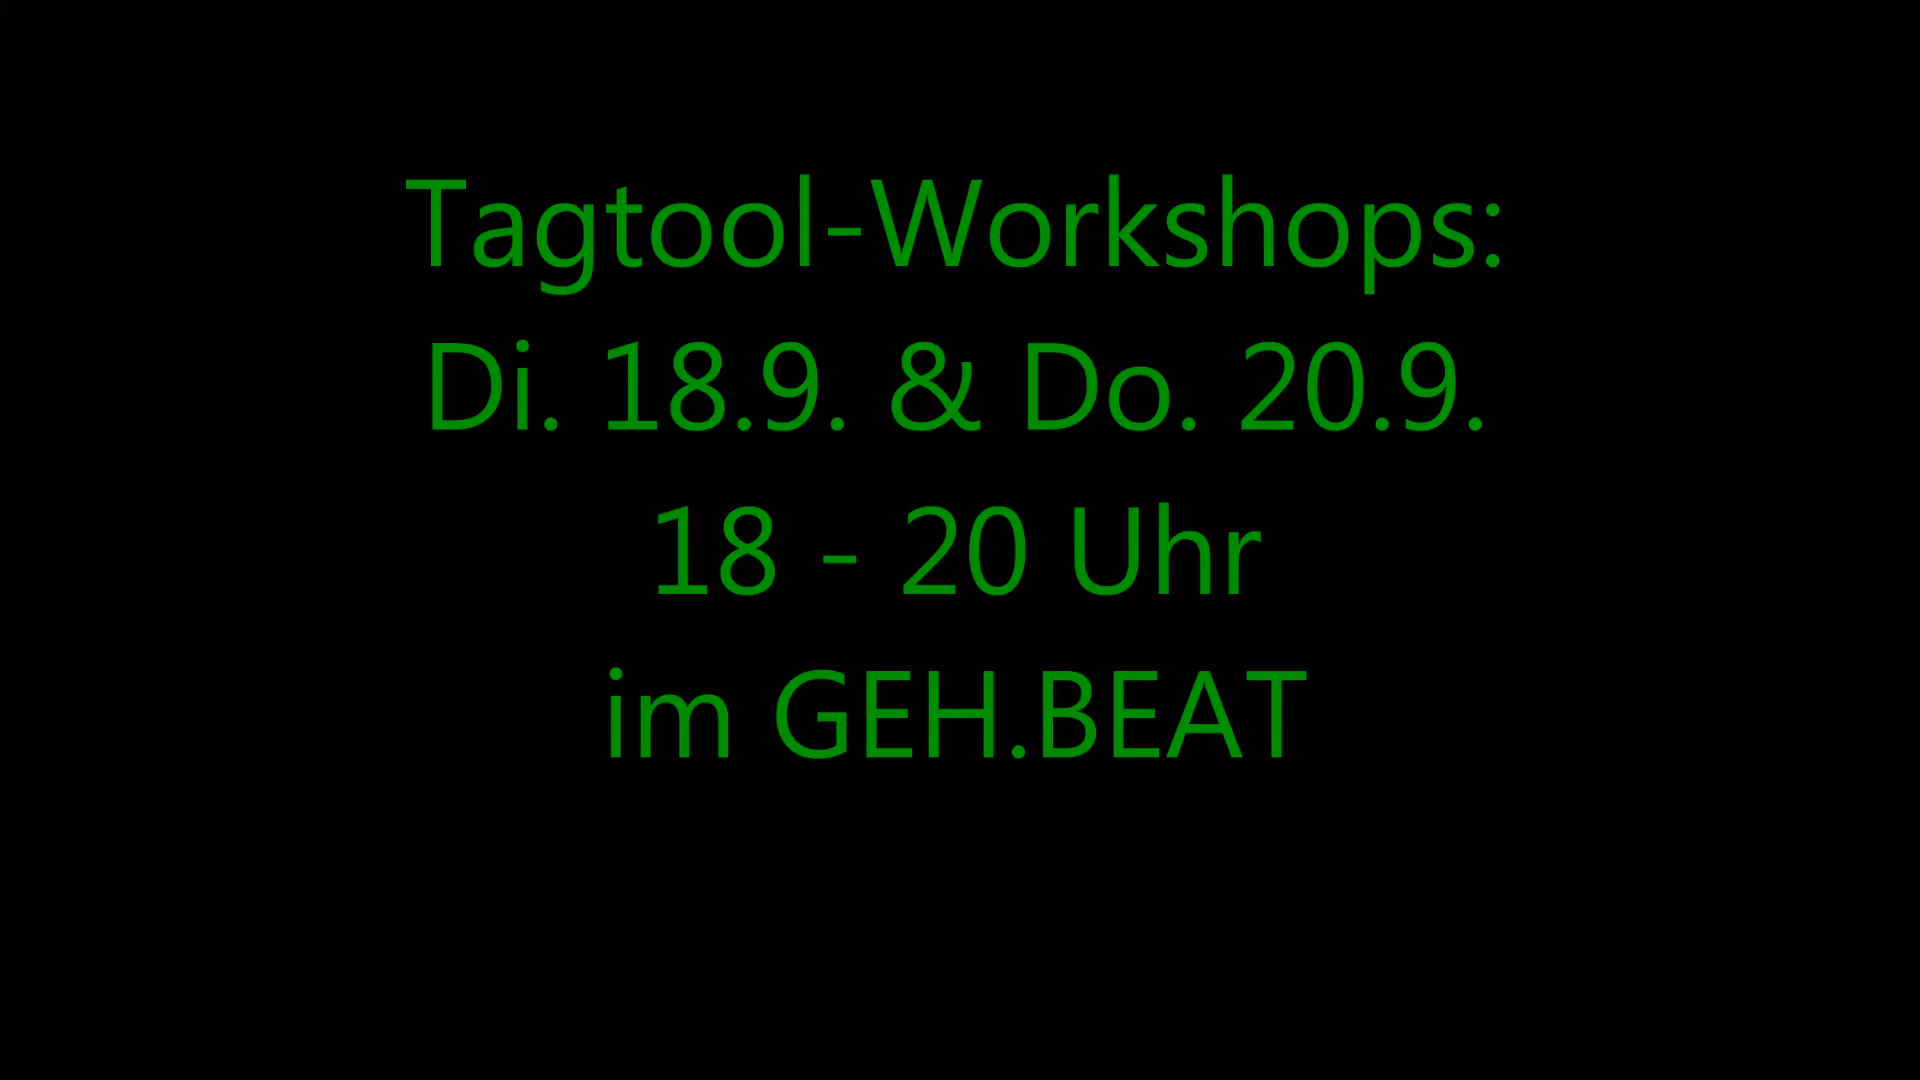 Tagtool-Workshops:
Di. 18.9. & Do. 20.9.
18 - 20 Uhr
im GEH.BEAT